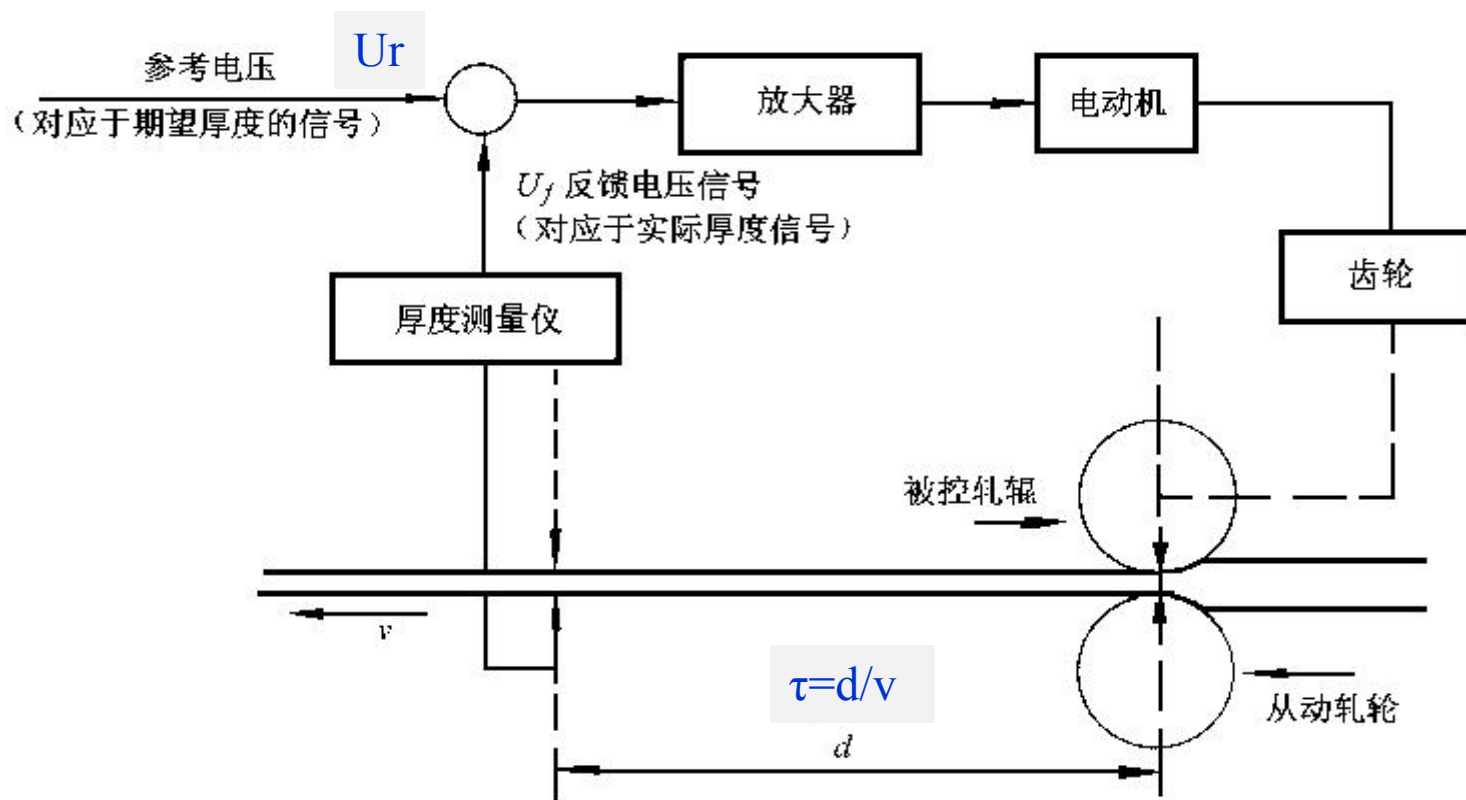 参考电压
Ur
(对应于期望厚度的信号)
放大器
电动机
U_f 反馈电压信号
(对应于实际厚度信号)
齿轮
厚度测量仪
被控轧辊
v
τ=d/v
从动轧轮
d